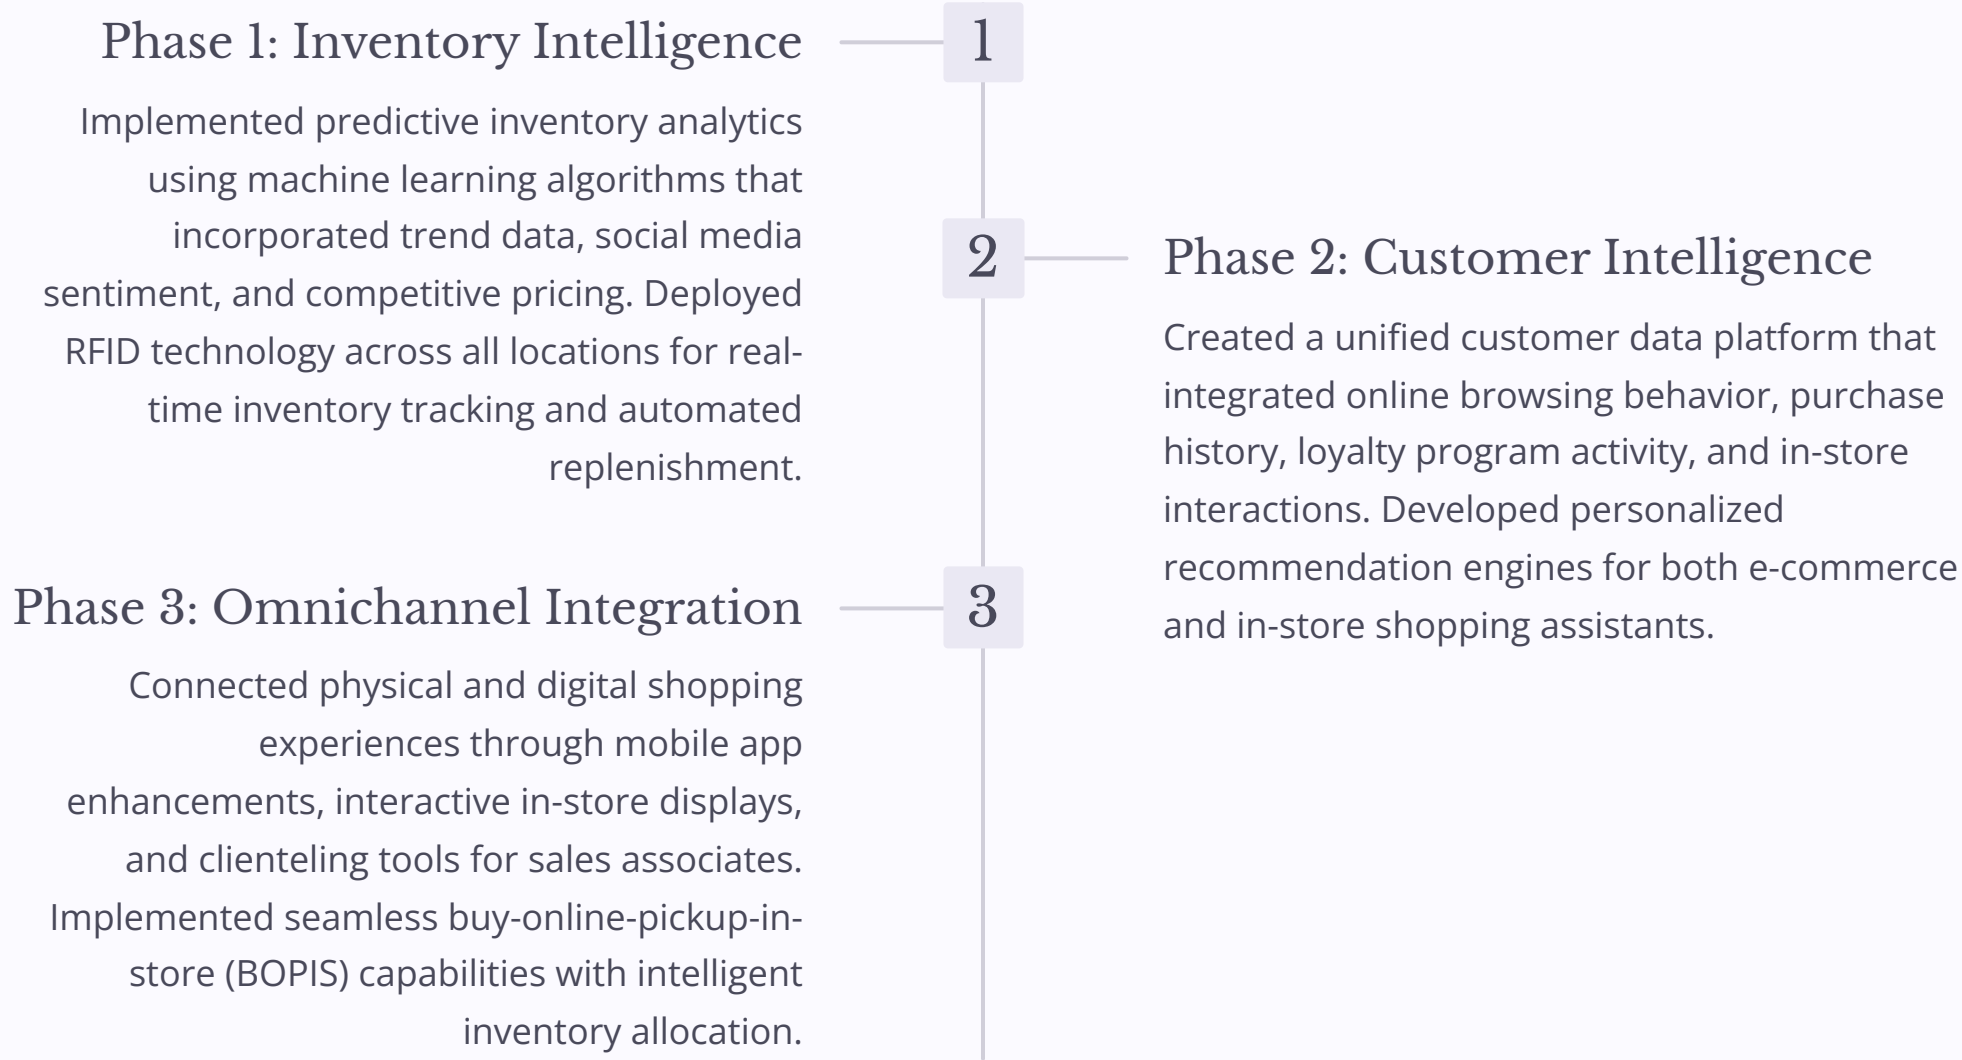 Phase 1: Inventory Intelligence
1
Implemented predictive inventory analytics
using machine learning algorithms that
incorporated trend data, social media
sentiment, and competitive pricing. Deployed
RFID technology across all locations for real-
time inventory tracking and automated
replenishment.
2
Phase 2: Customer Intelligence
Created a unified customer data platform that
integrated online browsing behavior, purchase
history, loyalty program activity, and in-store
interactions. Developed personalized
recommendation engines for both e-commerce
and in-store shopping assistants.
Phase 3: Omnichannel Integration
3
Connected physical and digital shopping
experiences through mobile app
enhancements, interactive in-store displays,
and clienteling tools for sales associates.
Implemented seamless buy-online-pickup-in-
store (BOPIS) capabilities with intelligent
inventory allocation.